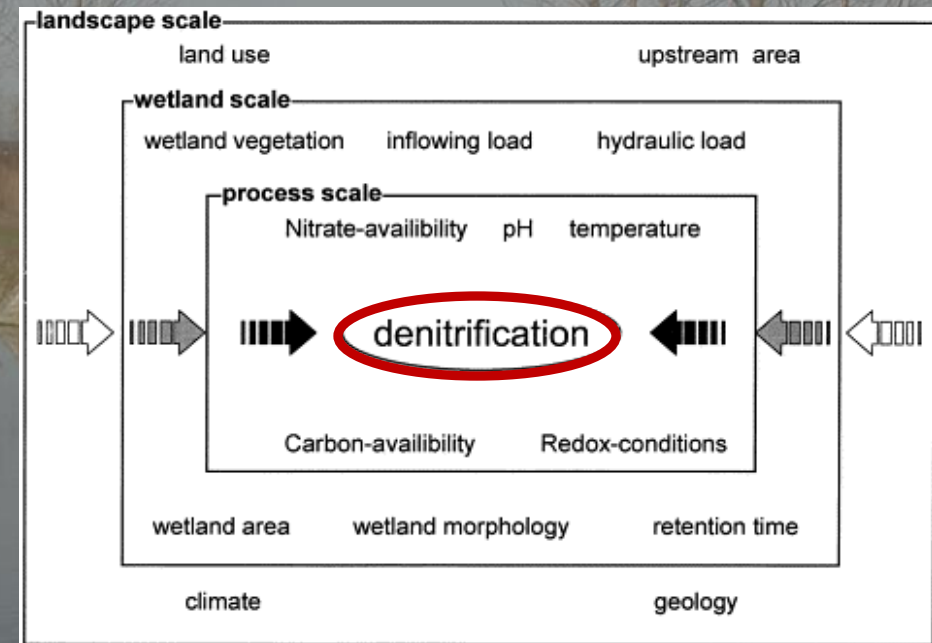 landscape scale
land use upstream area
wetland scale
wetland vegetation inflowing load hydraulic load
process scale
Nitrate-availibility pH temperature
denitrification
Carbon-availibility Redox-conditions
wetland area wetland morphology retention time
climate geology